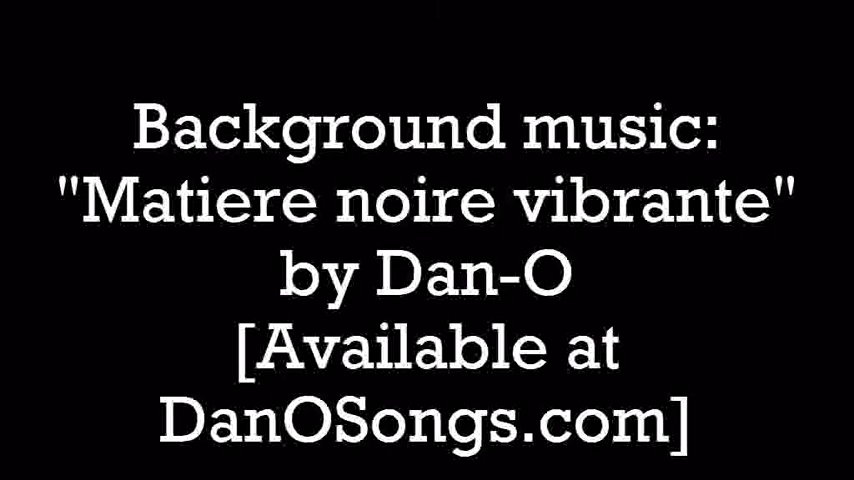 Background music:
"Matiere noire vibrante"
by Dan-O
[Available at
DanOSongs.com]